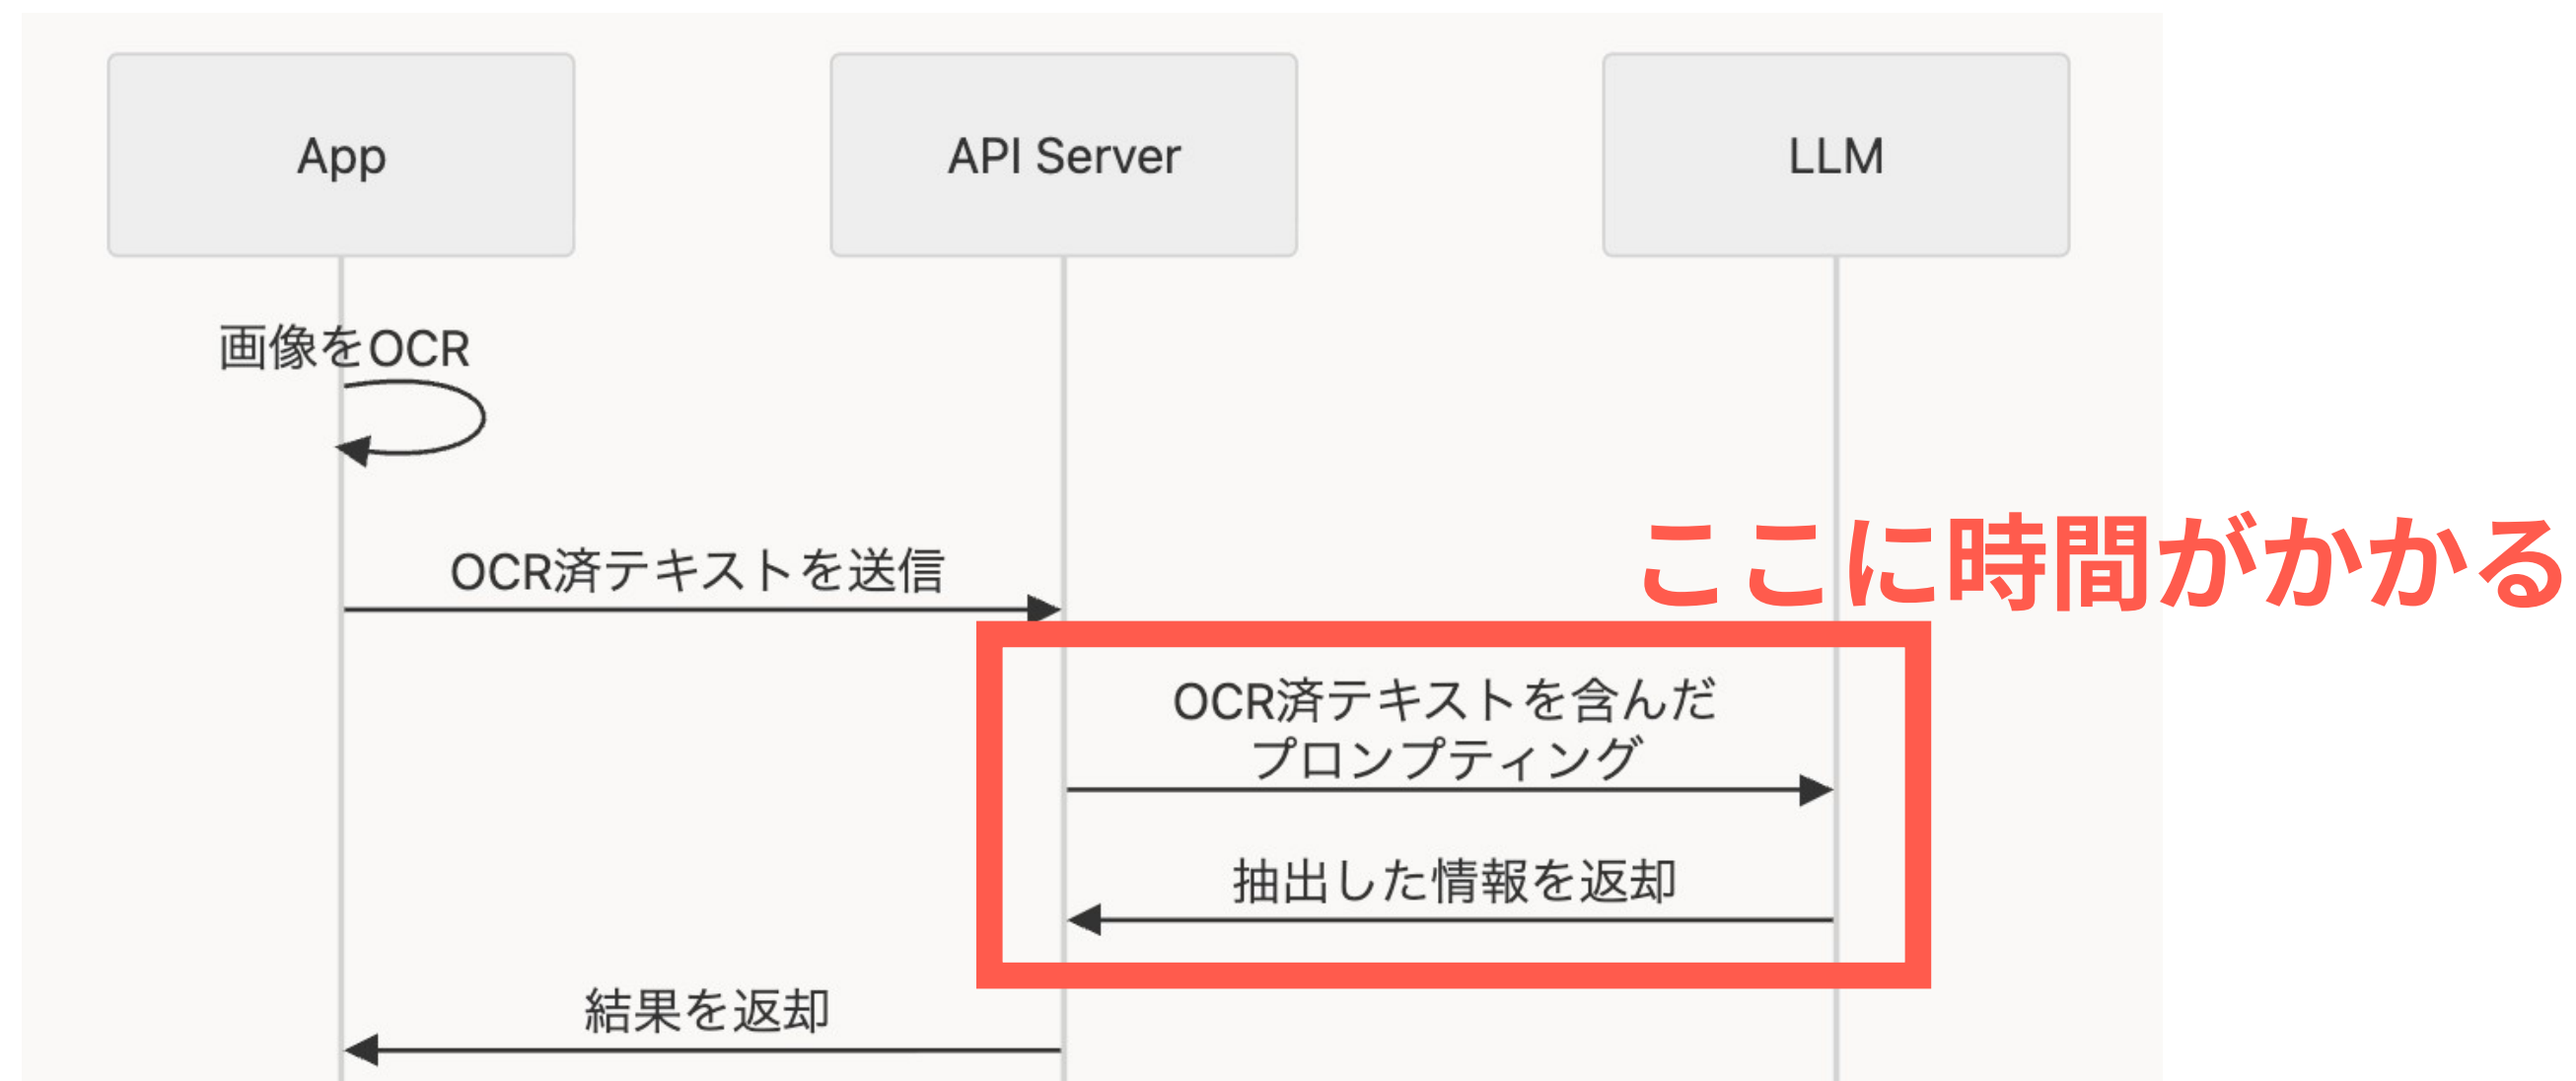 App
API Server
LLM
画像をOCR
OCR済テキストを送信
ここに時間がかかる
OCR済テキストを含んだ
プロンプティング
抽出した情報を返却
結果を返却